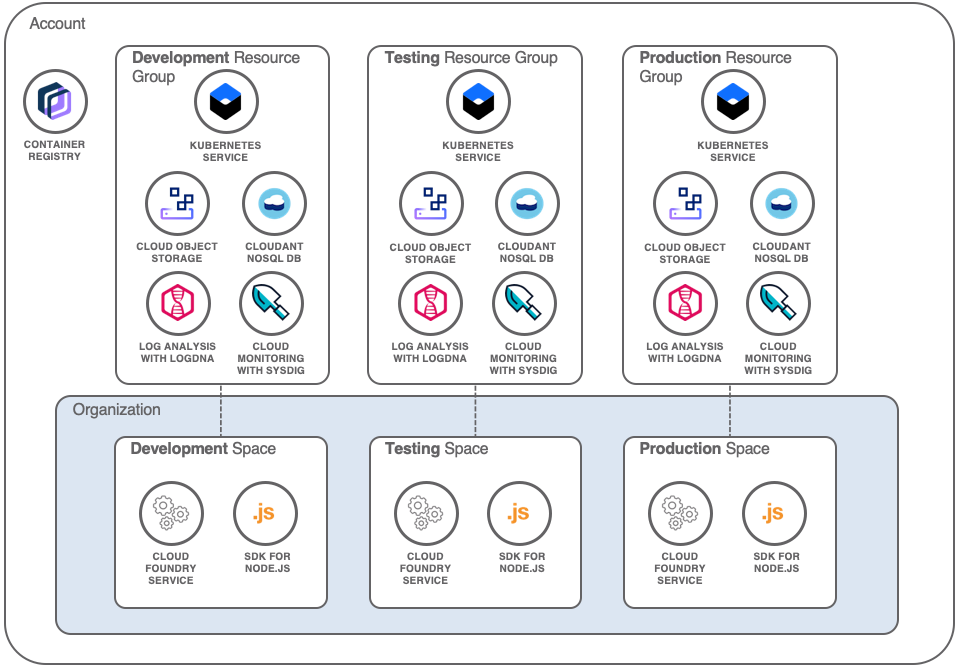 Account
CONTAINER
REGISTRY
Development Resource
Group
KUBERNETES
SERVICE
CLOUD OBJECT
STORAGE
CLOUDANT
NOSQL DB
LOG ANALYSIS
WITH LOGDNA
CLOUD
MONITORING
WITH SYSDIG
Testing Resource Group
KUBERNETES
SERVICE
CLOUD OBJECT
STORAGE
CLOUDANT
NOSQL DB
LOG ANALYSIS
WITH LOGDNA
CLOUD
MONITORING
WITH SYSDIG
Production Resource
Group
KUBERNETES
SERVICE
CLOUD OBJECT
STORAGE
CLOUDANT
NOSQL DB
LOG ANALYSIS
WITH LOGDNA
CLOUD
MONITORING
WITH SYSDIG
Organization
Development Space
.js
CLOUD
FOUNDRY
SERVICE
SDK FOR
NODE.JS
Testing Space
.js
CLOUD
FOUNDRY
SERVICE
SDK FOR
NODE.JS
Production Space
.js
CLOUD
FOUNDRY
SERVICE
SDK FOR
NODE.JS